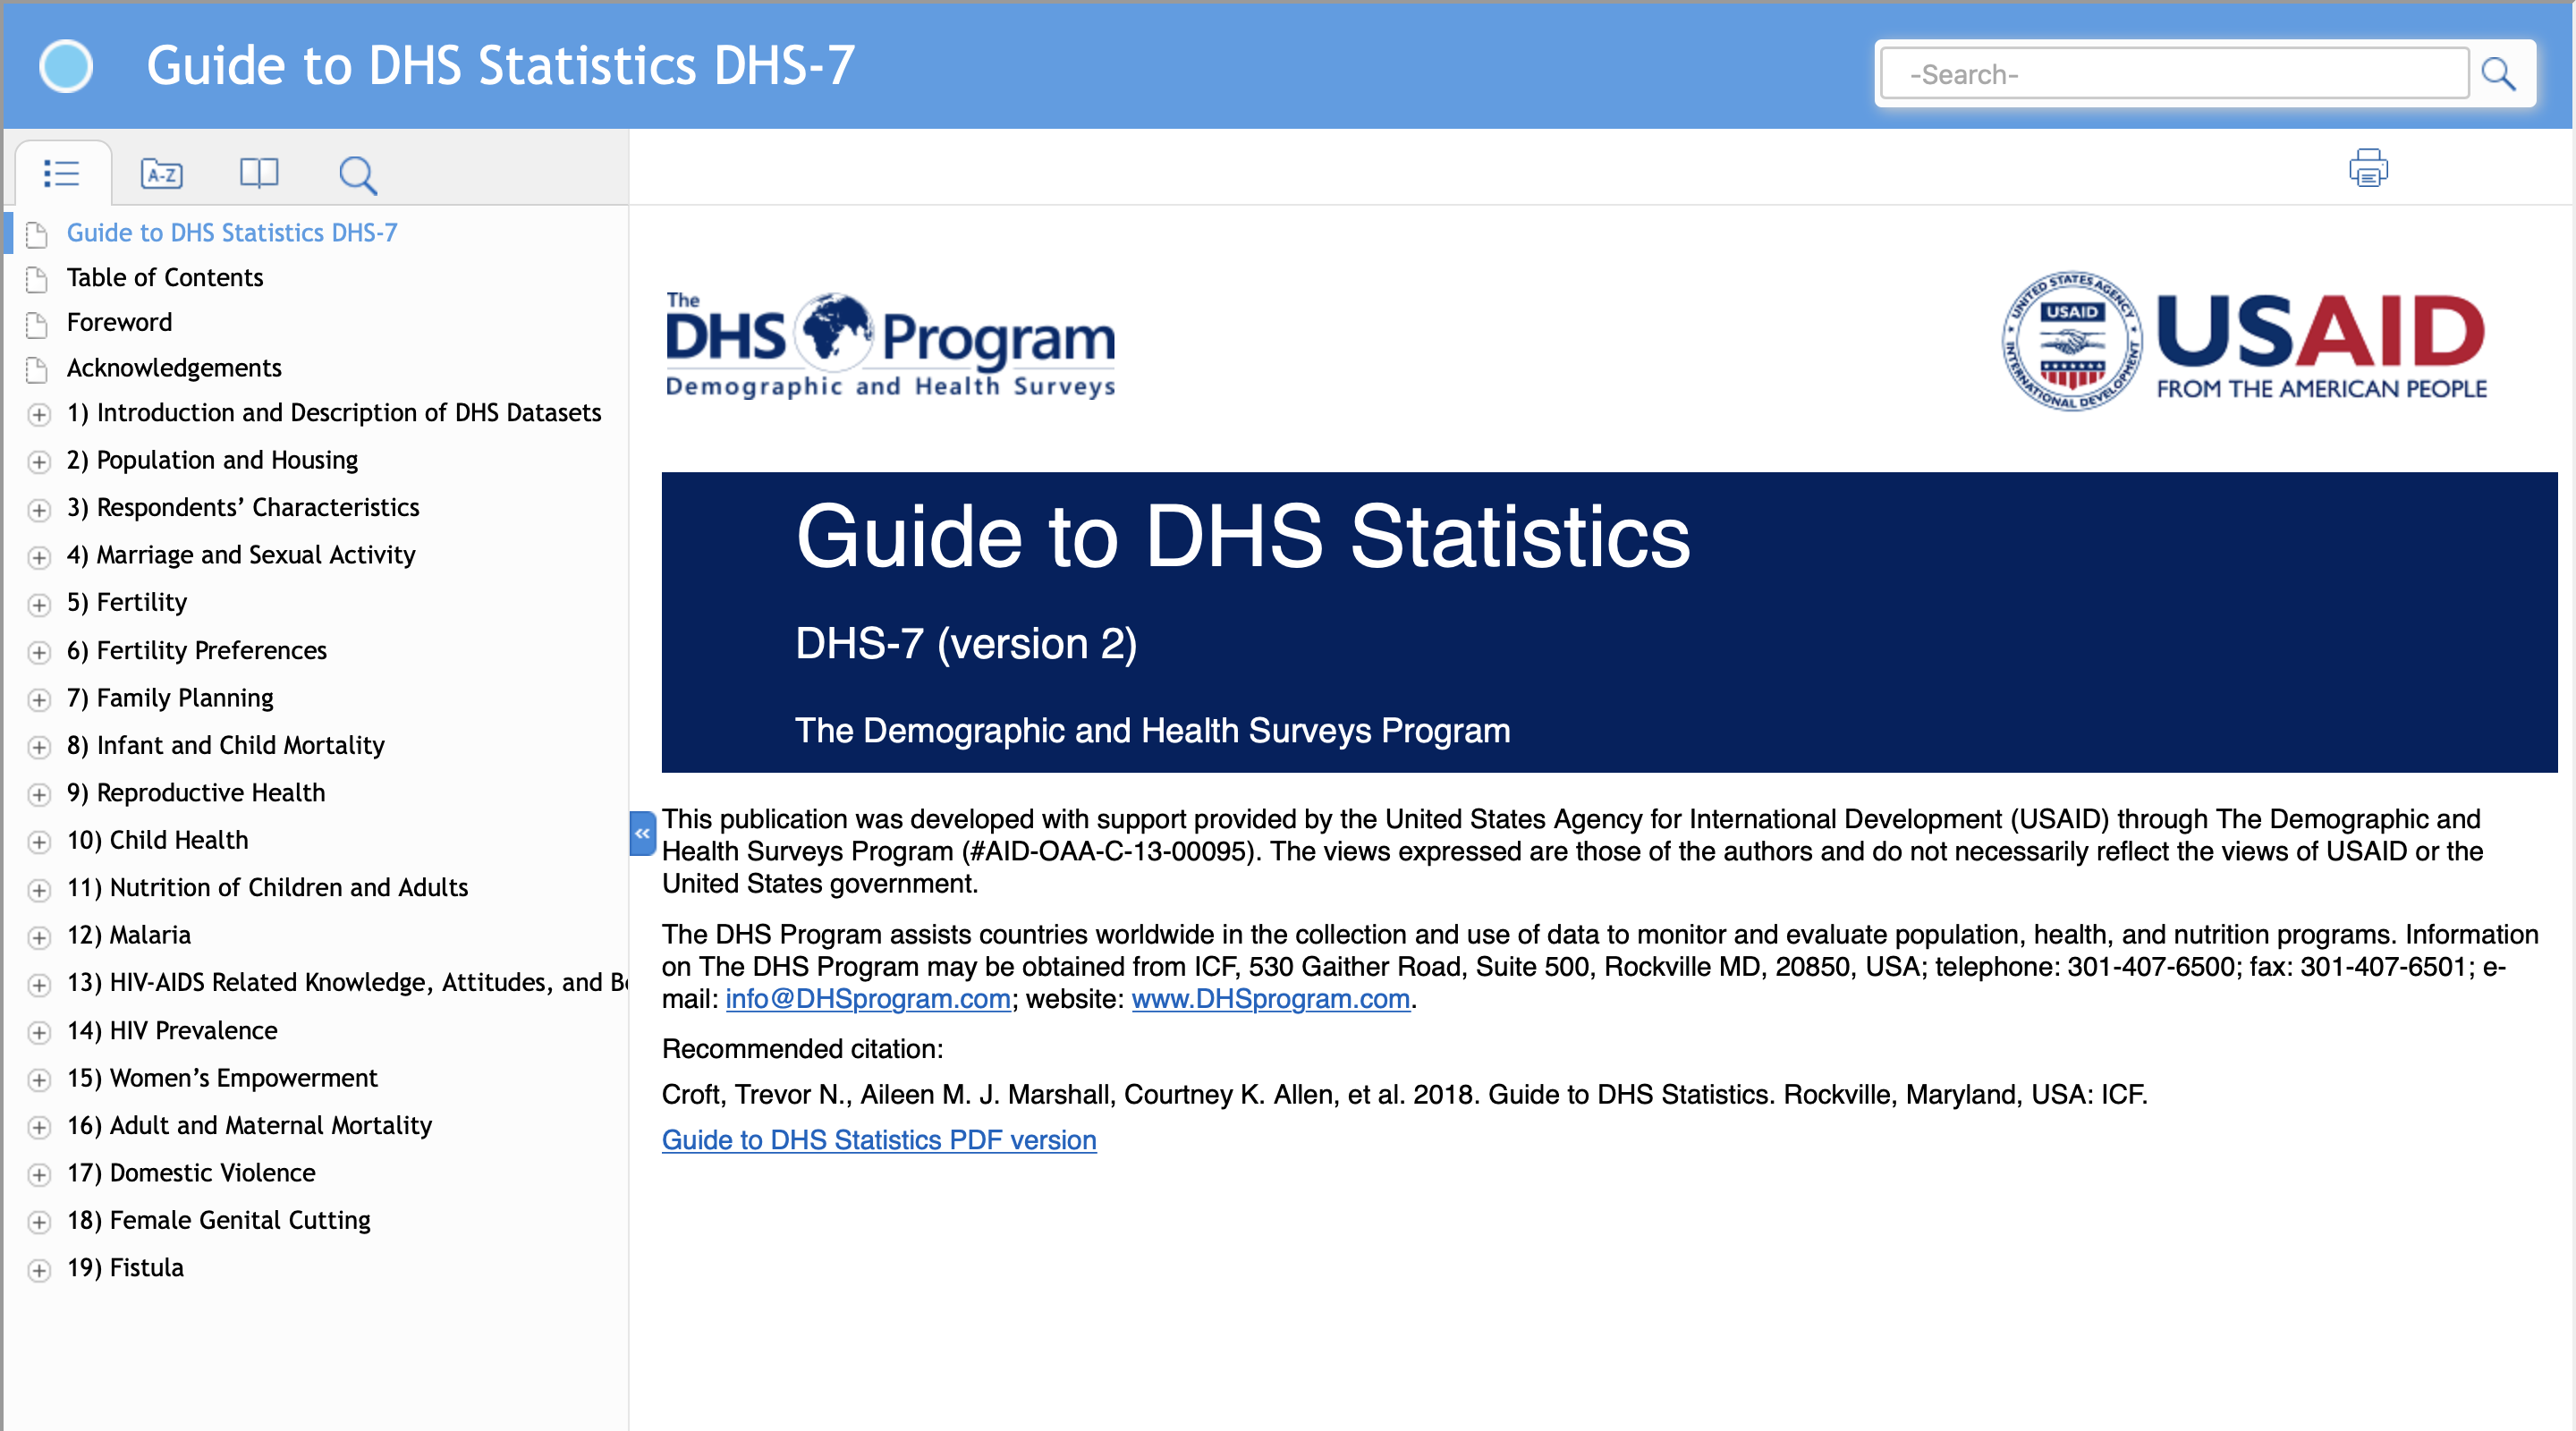 Guide to DHS Statistics DHS-7
-Search-
A-Z
Guide to DHS Statistics DHS-7
Table of Contents
Foreword
Acknowledgements
1) Introduction and Description of DHS Datasets
2) Population and Housing
3) Respondents’ Characteristics
4) Marriage and Sexual Activity
5) Fertility
6) Fertility Preferences
7) Family Planning
8) Infant and Child Mortality
9) Reproductive Health
10) Child Health
11) Nutrition of Children and Adults
12) Malaria
13) HIV-AIDS Related Knowledge, Attitudes, and
14) HIV Prevalence
15) Women’s Empowerment
16) Adult and Maternal Mortality
17) Domestic Violence
18) Female Genital Cutting
19) Fistula
The
DHS Program
Demographic and Health Surveys
UNITED STATES AGENCY
INTERNATIONAL DEVELOPMENT
USAID
USAID
FROM THE AMERICAN PEOPLE
Guide to DHS Statistics
DHS-7 (version 2)
The Demographic and Health Surveys Program
This publication was developed with support provided by the United States Agency for International Development (USAID) through The Demographic and
Health Surveys Program (#AID-OAA-C-13-00095). The views expressed are those of the authors and do not necessarily reflect the views of USAID or the
United States government.
The DHS Program assists countries worldwide in the collection and use of data to monitor and evaluate population, health, and nutrition programs. Information
on The DHS Program may be obtained from ICF, 530 Gaither Road, Suite 500, Rockville MD, 20850, USA; telephone: 301-407-6500; fax: 301-407-6501; e-
mail: info@DHSprogram.com; website: www.DHSprogram.com.
Recommended citation:
Croft, Trevor N., Aileen M. J. Marshall, Courtney K. Allen, et al. 2018. Guide to DHS Statistics. Rockville, Maryland, USA: ICF.
Guide to DHS Statistics PDF version